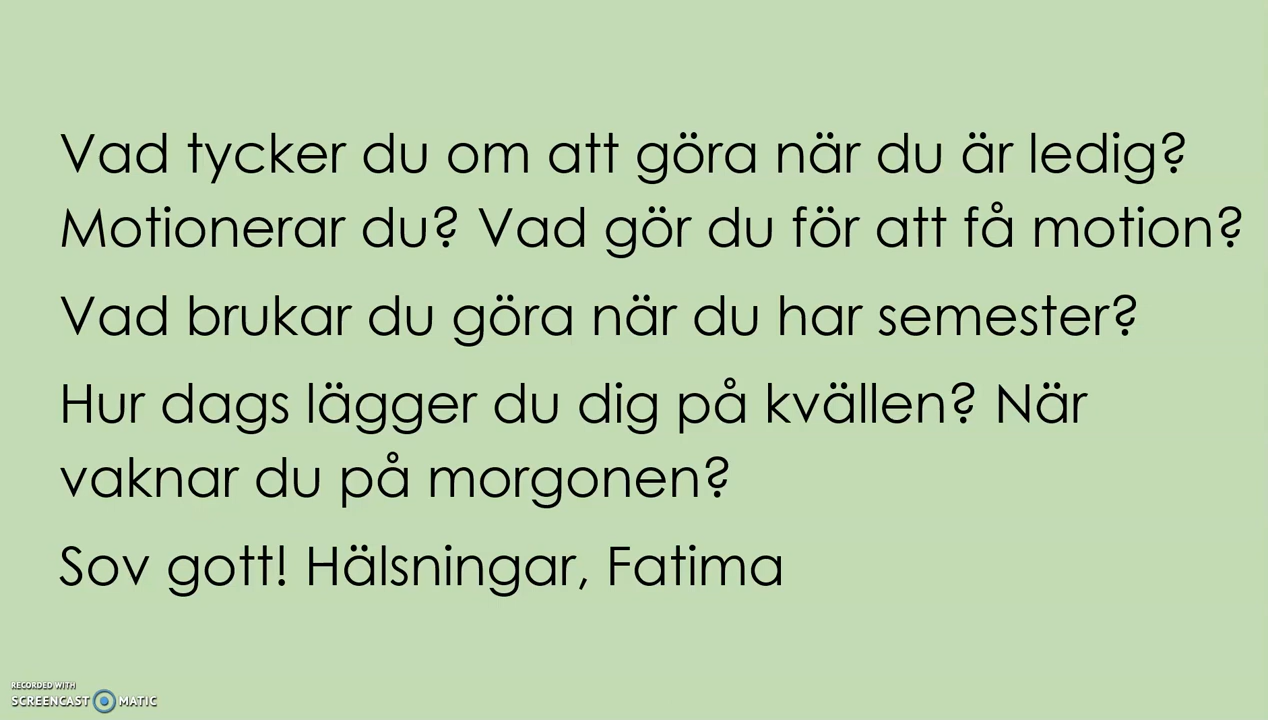 Vad tycker du om att göra när du är ledig?
Motionerar du? Vad gör du för att få motion?
Vad brukar du göra när du har semester?
Hur dags lägger du dig på kvällen? När
vaknar du på morgonen?
Sov gott! Hälsningar, Fatima
RECORDED WITH
SCREENCAST MATIC